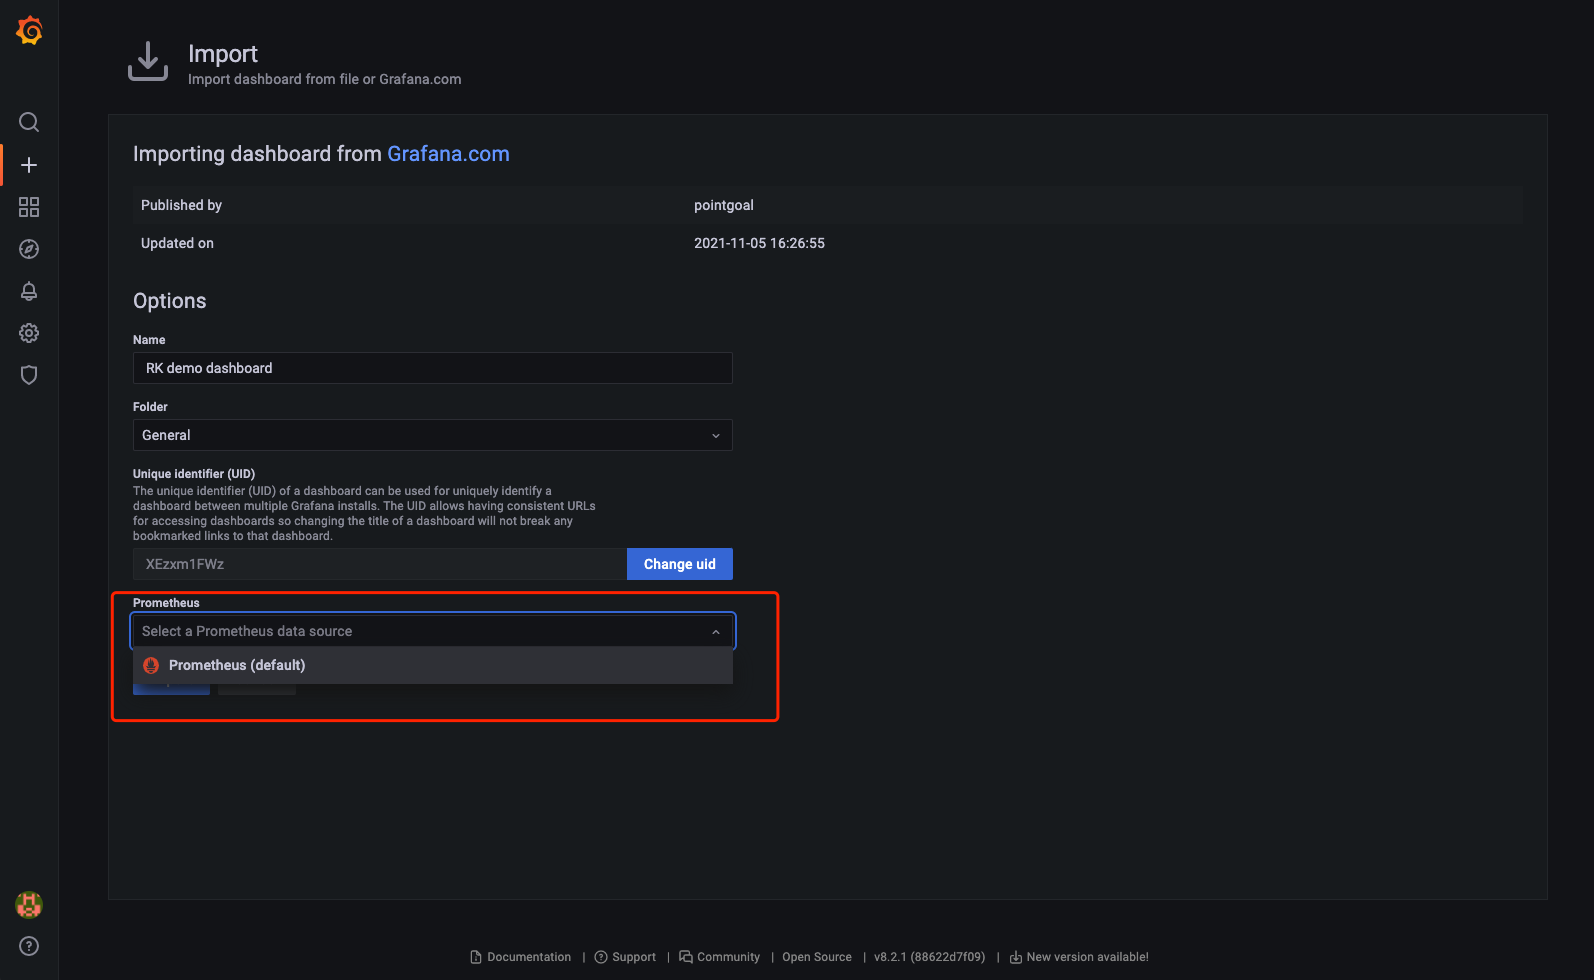 Import
Import dashboard from file or Grafana.com
Importing dashboard from Grafana.com
Published by pointgoal
Updated on 2021-11-05 16:26:55
Options
Name
RK demo dashboard
Folder
General
Unique identifier (UID)
The unique identifier (UID) of a dashboard can be used for uniquely identify a
dashboard between multiple Grafana installs. The UID allows having consistent URLs
for accessing dashboards so changing the title of a dashboard will not break any
bookmarked links to that dashboard.
XEzxm1FWz Change uid
Prometheus
Select a Prometheus data source
Prometheus (default)
Documentation | Support | Community | Open Source | v8.2.1 (88622d7f09) | New version available!